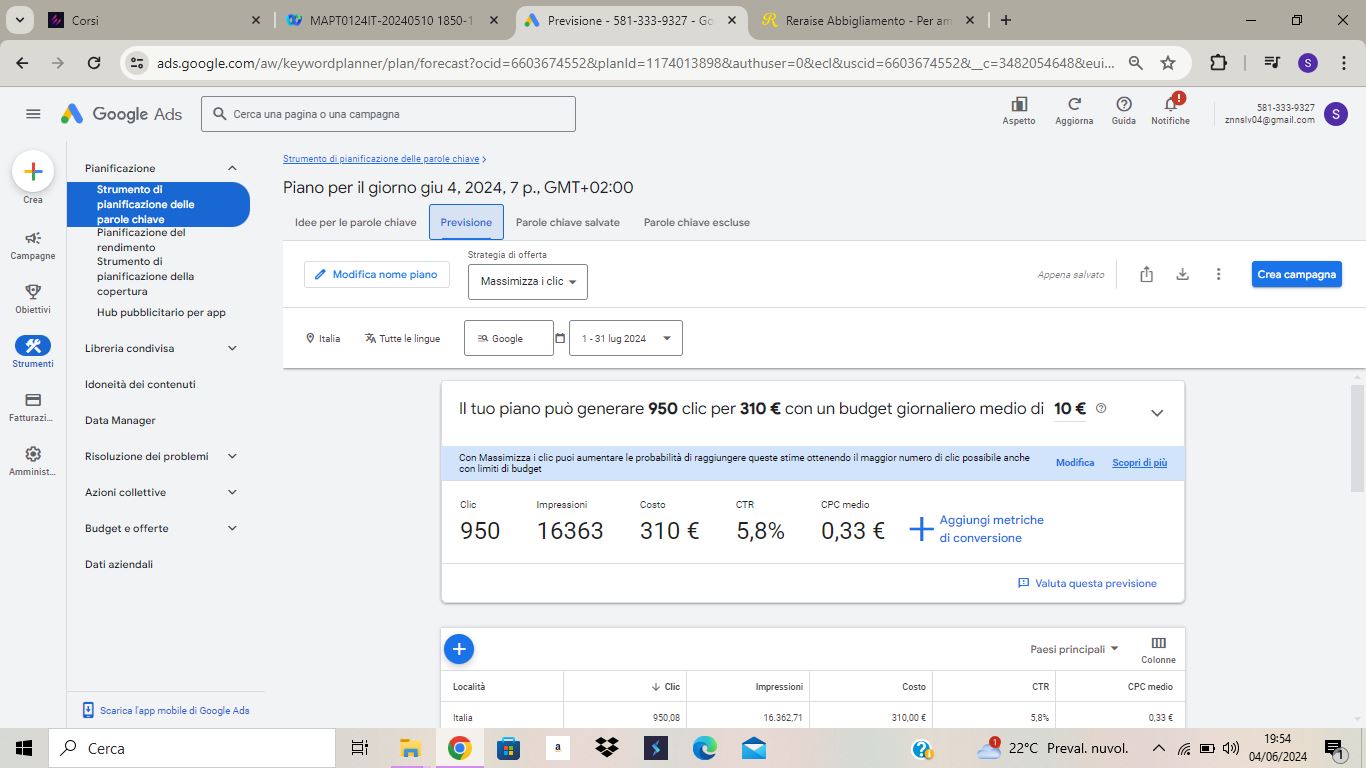 Corsi
MAPT0124IT-20240510 1850-1
Previsione - 581-333-9327 - Go
Reraise Abbigliamento - Per am
ads.google.com/aw/keywordplanner/plan/forecast?ocid=6603674552&planId=1174013898&authuser=0&ecl&uscid=6603674552&__c=3482054648&eui...
S
Google Ads
Cerca una pagina o una campagna
Aspetto
Aggiorna
Guida
Notifiche
581-333-9327
znnslv04@gmail.com
S
Crea
Campagne
Obiettivi
Strumenti
Fatturazi...
Amminist...
Pianificazione
Strumento di
pianificazione delle
parole chiave
Pianificazione del
rendimento
Strumento di
pianificazione della
copertura
Hub pubblicitario per app
Libreria condivisa
Idoneità dei contenuti
Data Manager
Risoluzione dei problemi
Azioni collettive
Budget e offerte
Dati aziendali
Scarica l'app mobile di Google Ads
Strumento di pianificazione delle parole chiave
Piano per il giorno giu 4, 2024, 7 p., GMT+02:00
Idee per le parole chiave
Previsione
Parole chiave salvate
Parole chiave escluse
Modifica nome piano
Strategia di offerta
Massimizza i clic
Appena salvato
Crea campagna
Italia
Tutte le lingue
Google
1 - 31 lug 2024
Il tuo piano può generare 950 clic per 310 € con un budget giornaliero medio di 10 €
Con Massimizza i clic puoi aumentare le probabilità di raggiungere queste stime ottenendo il maggior numero di clic possibile anche
con limiti di budget
Modifica
Scopri di più
Clic
Impressioni
Costo
CTR
CPC medio
950
16363
310 €
5,8%
0,33 €
Aggiungi metriche
di conversione
Valuta questa previsione
Paesi principali
Colonne
Località
Clic
Impressioni
Costo
CTR
CPC medio
Italia
950,08
16.362,71
310,00 €
5,8%
0,33 €
Cerca
22°C Preval. nuvol.
19:54
04/06/2024